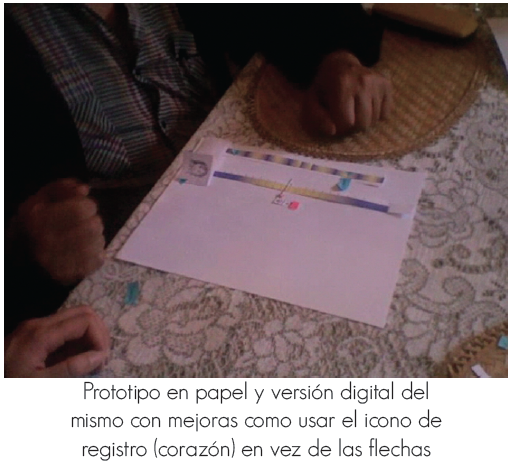 Prototipo en papel y versión digital del
mismo con mejoras como usar el icono de
registro (corazón) en vez de las flechas